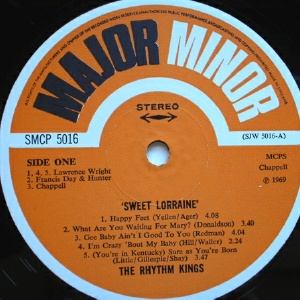 MAJOR MINOR
STEREO
SMCP 5016
(SJW 5016-A)
SIDE ONE
1, 4, 5. Lawrence Wright
2. Francis Day & Hunter
3. Chappell
MCPS
Chappell
℗ 1969
'SWEET LORRAINE'
1. Happy Feet (Yellen/Ager) 4.08
2. What Are You Waiting For Mary? (Donaldson) 3.40
3. Gee Baby Ain't I Good To You (Redman) 4.40
4. I'm Crazy 'Bout My Baby (Hill/Waller) 2.24
5. (You're in Kentucky) Sure as You're Born
(Little/Gillespie/Shay) 3.47
THE RHYTHM KINGS